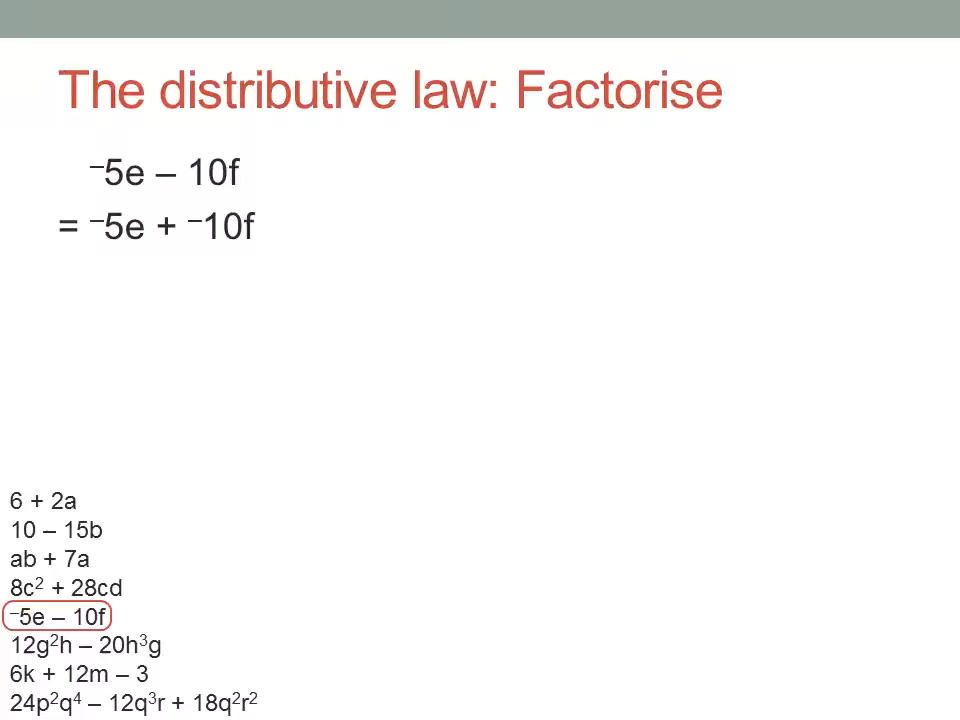 The distributive law: Factorise
⁻5e – 10f
= ⁻5e + ⁻10f
6 + 2a
10 – 15b
ab + 7a
8c² + 28cd
⁻5e – 10f
12g²h – 20h³g
6k + 12m – 3
24p²q⁴ – 12q³r + 18q²r²